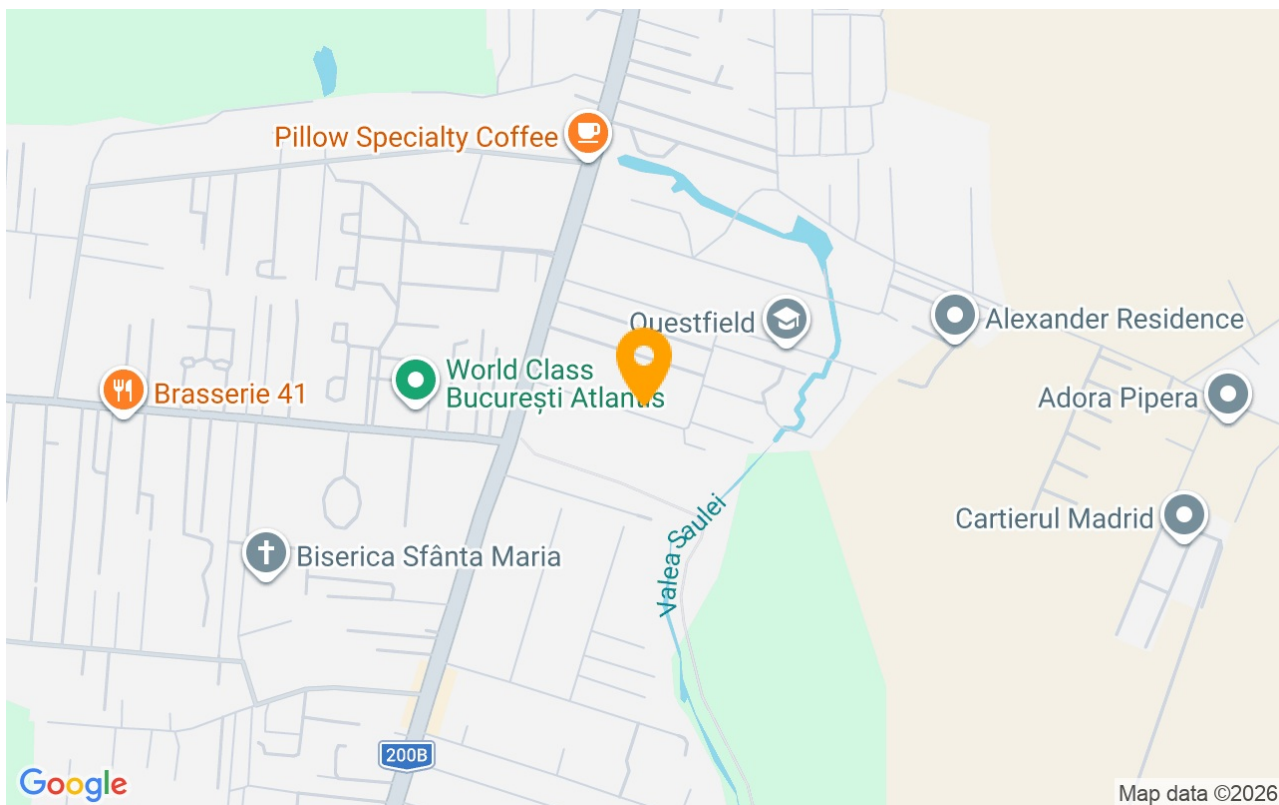 Pillow Specialty Coffee
Questfield
Alexander Residence
World Class
București Atlantis
Brasserie 41
Adora Pipera
Cartierul Madrid
Valea Saulei
Biserica Sfânta Maria
200B
Google
Map data ©2026